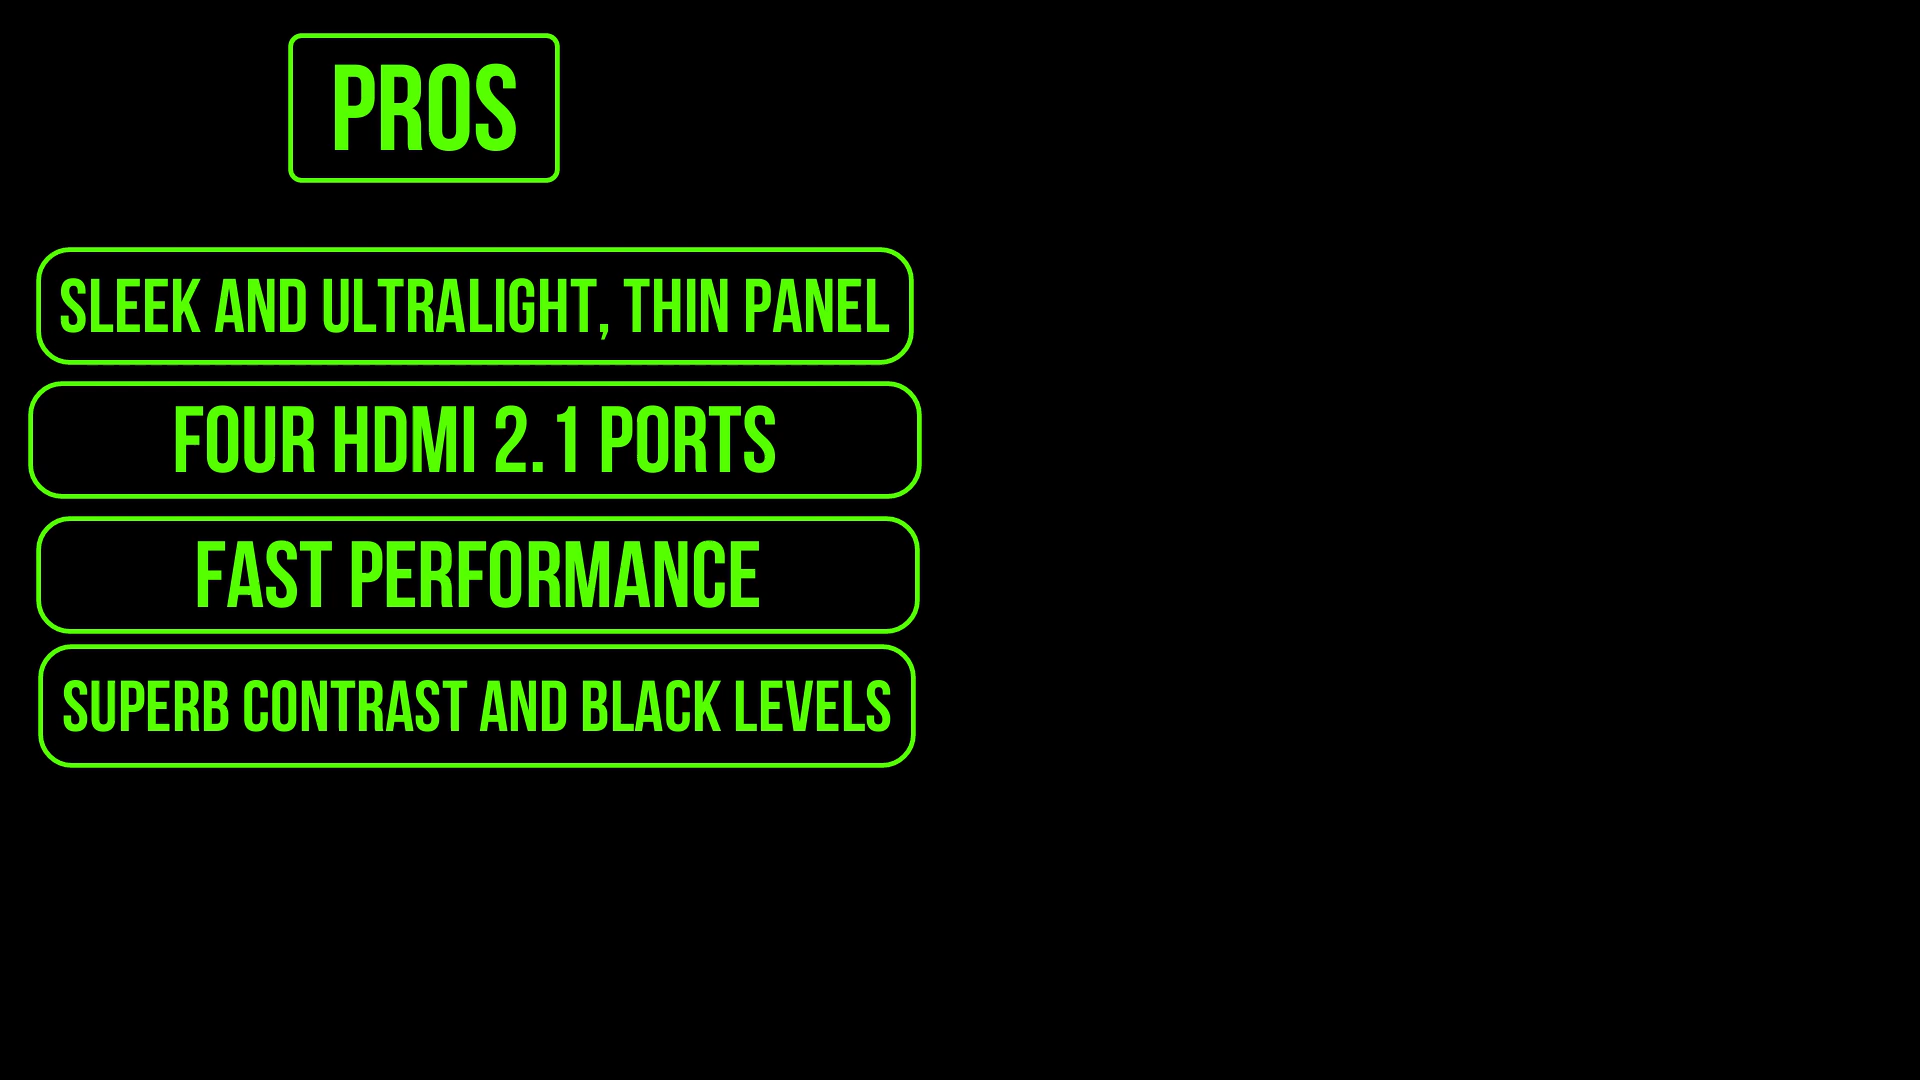 PROS
SLEEK AND ULTRALIGHT, THIN PANEL
FOUR HDMI 2.1 PORTS
FAST PERFORMANCE
SUPERB CONTRAST AND BLACK LEVELS